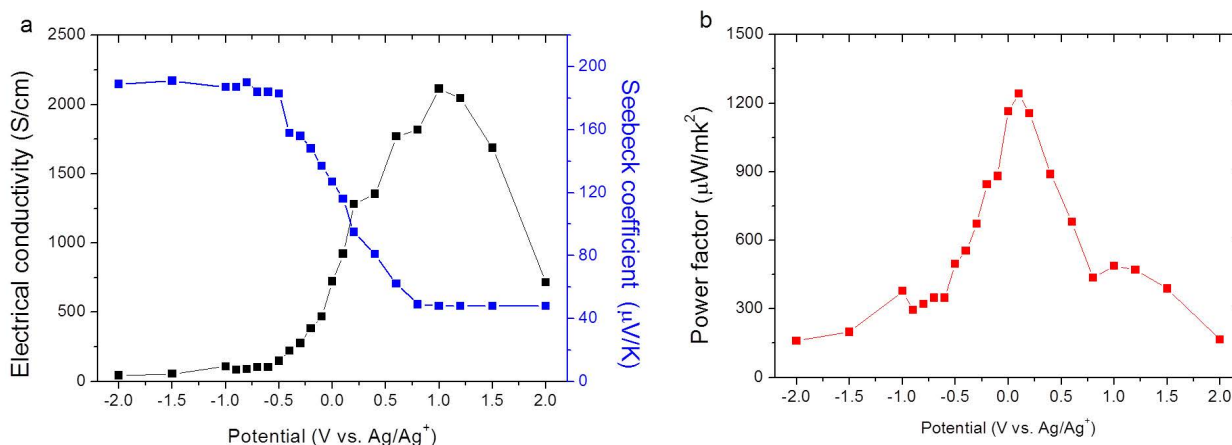 a
2500
2000
1500
1000
500
0
Electrical conductivity (S/cm)
-2.0 -1.5 -1.0 -0.5 0.0 0.5 1.0 1.5 2.0
Potential (V vs. Ag/Ag⁺)
200
160
120
80
40
0
Seebeck coefficient (μV/K)
b
1500
1200
900
600
300
0
Power factor (μW/mk²)
-2.0 -1.5 -1.0 -0.5 0.0 0.5 1.0 1.5 2.0
Potential (V vs. Ag/Ag⁺)